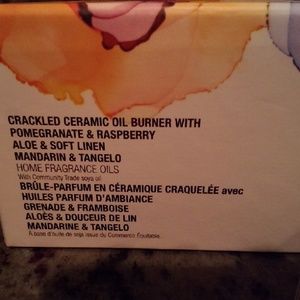 CRACKLED CERAMIC OIL BURNER WITH
POMEGRANATE & RASPBERRY
ALOE & SOFT LINEN
MANDARIN & TANGELO
HOME FRAGRANCE OILS
With Community Trade soya oil
BRÛLE-PARFUM EN CÉRAMIQUE CRAQUELÉE avec
HUILES PARFUM D'AMBIANCE
GRENADE & FRAMBOISE
ALOÈS & DOUCEUR DE LIN
MANDARINE & TANGELO
À base d'huile de soja issue du Commerce Équitable.